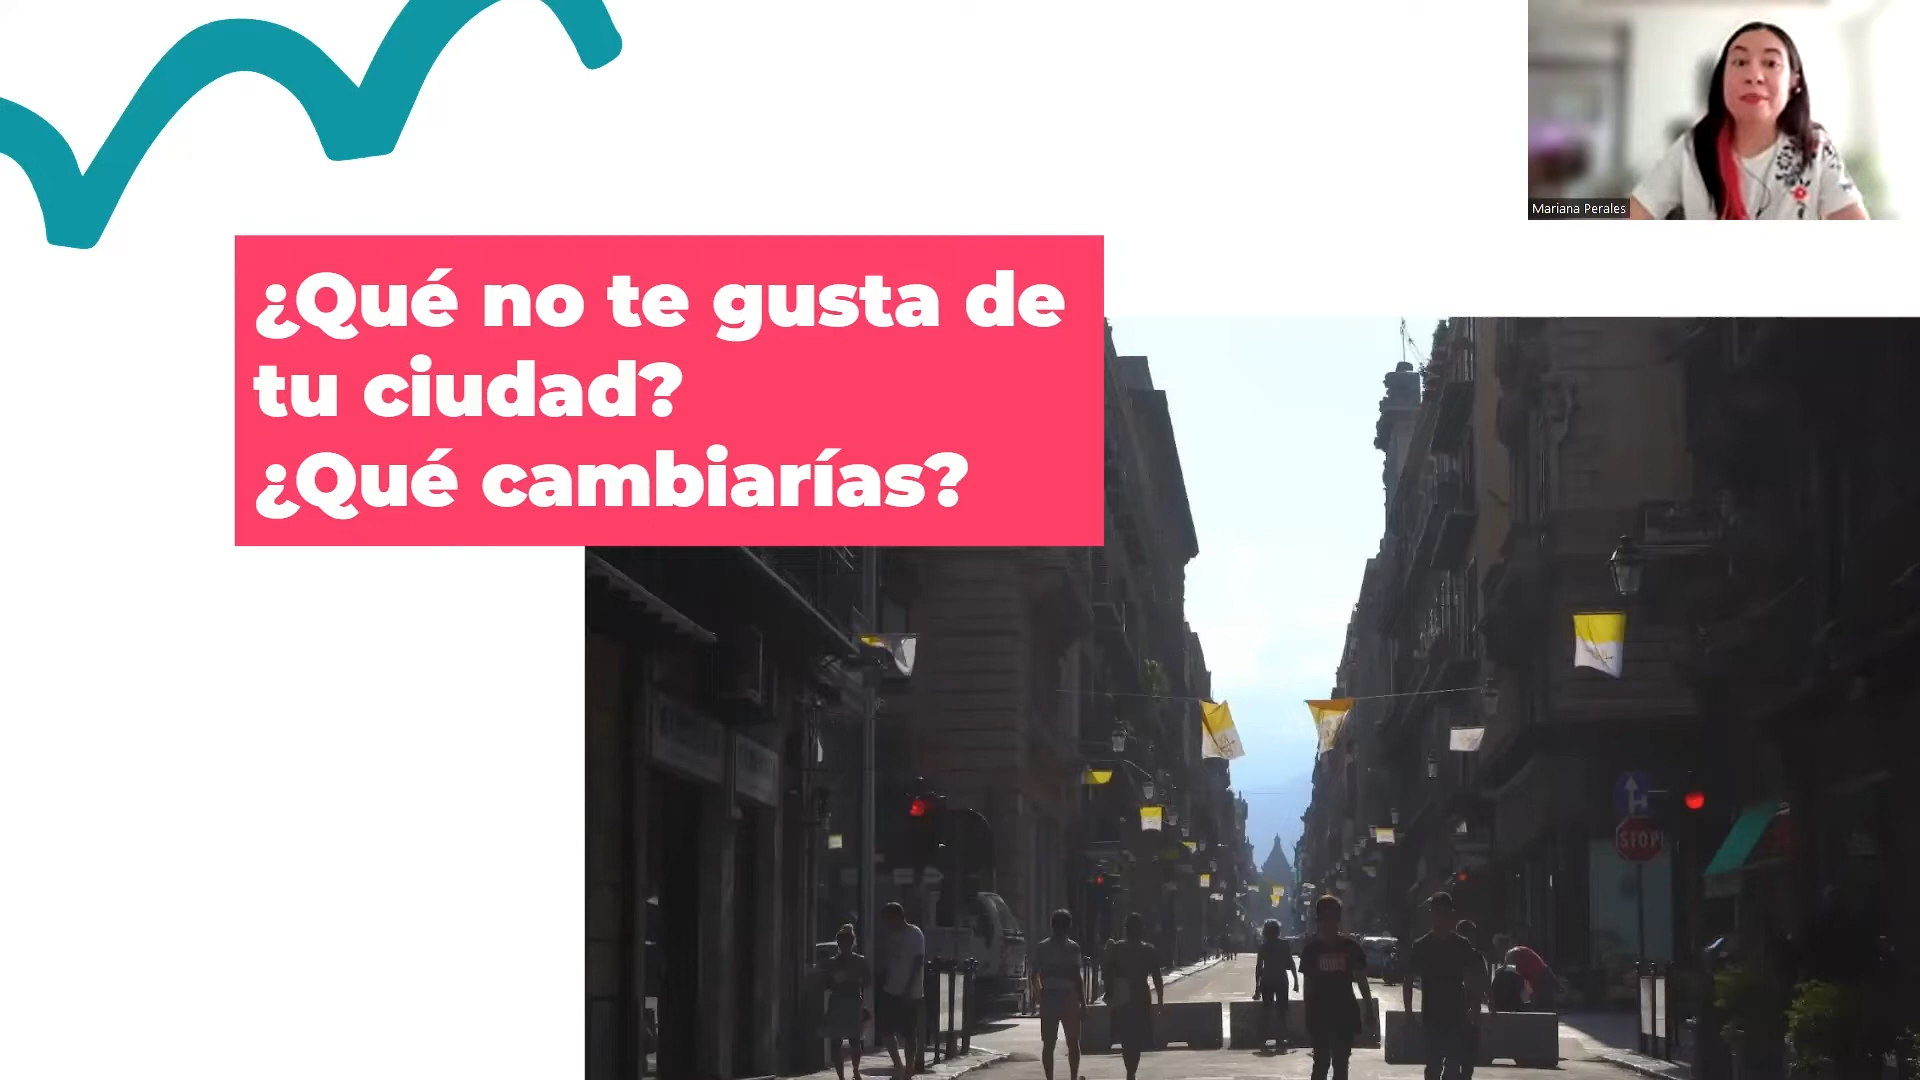 Mariana Perales
¿Qué no te gusta de
tu ciudad?
¿Qué cambiarías?
STOP